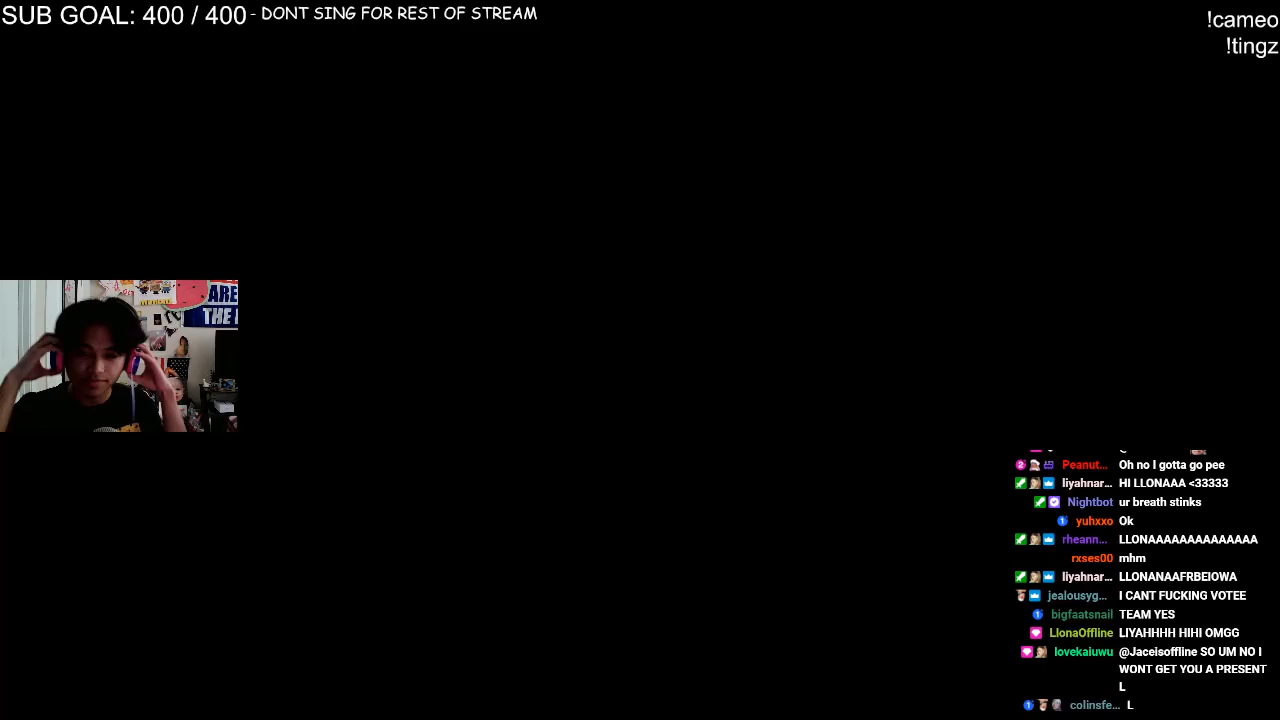 SUB GOAL: 400 / 400 - DONT SING FOR REST OF STREAM
!cameo
!tingz
ARE
THE
Peanut... Oh no I gotta go pee
liyahnar... HI LLONAAA <33333
Nightbot ur breath stinks
yuhxxo Ok
rheann... LLONAAAAAAAAAAAAAA
rxses00 mhm
liyahnar... LLONANAAFRBEIOWA
jealousyg... I CANT FUCKING VOTEE
bigfaatsnail TEAM YES
LlonaOffline LIYAHHHH HIHI OMGG
lovekaiuwu @Jaceisoffline SO UM NO I
WONT GET YOU A PRESENT
L
colinsfe... L